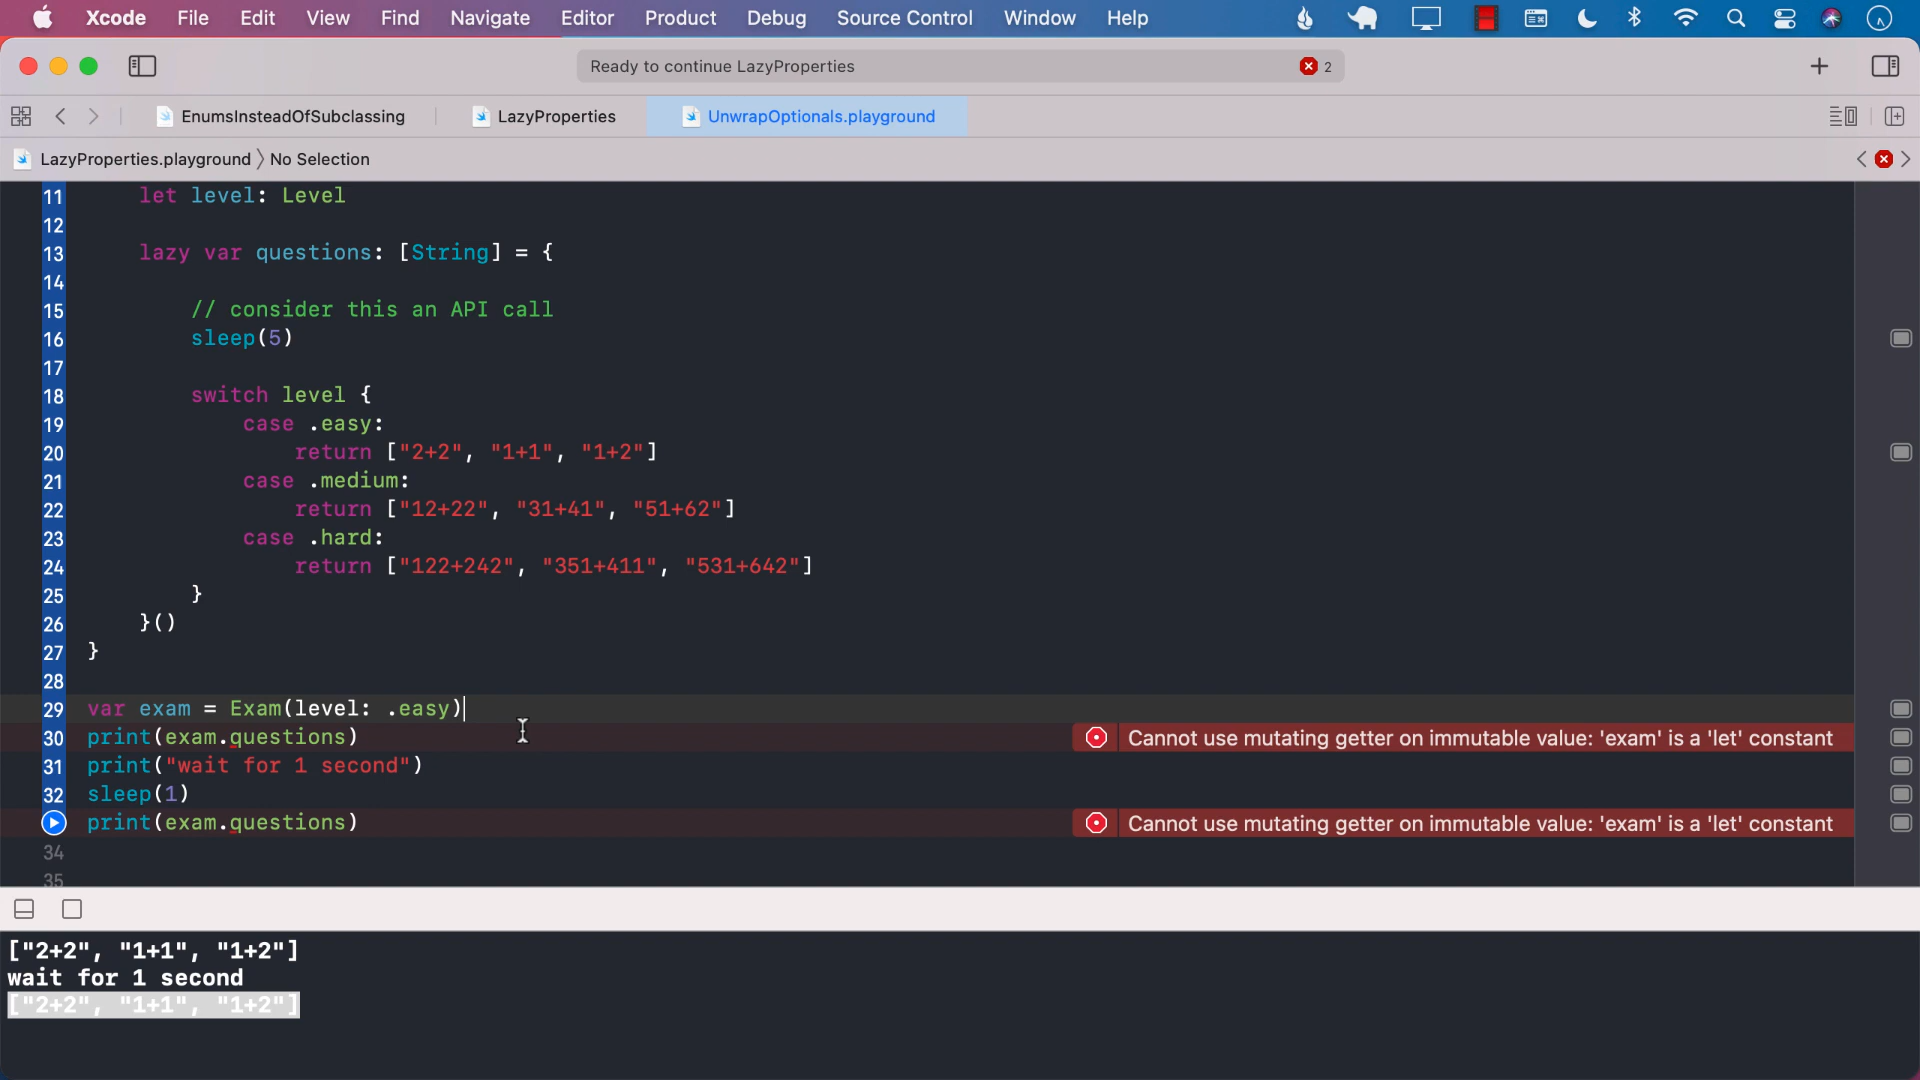 Xcode File Edit View Find Navigate Editor Product Debug Source Control Window Help
Ready to continue LazyProperties 2
EnumsInsteadOfSubclassing LazyProperties UnwrapOptionals.playground
LazyProperties.playground 〉 No Selection
11 let level: Level
12
13 lazy var questions: [String] = {
14
15 // consider this an API call
16 sleep(5)
17
18 switch level {
19 case .easy:
20 return ["2+2", "1+1", "1+2"]
21 case .medium:
22 return ["12+22", "31+41", "51+62"]
23 case .hard:
24 return ["122+242", "351+411", "531+642"]
25 }
26 }()
27 }
28
29 var exam = Exam(level: .easy)
30 print(exam.questions) Cannot use mutating getter on immutable value: 'exam' is a 'let' constant
31 print("wait for 1 second")
32 sleep(1)
print(exam.questions) Cannot use mutating getter on immutable value: 'exam' is a 'let' constant
34
35
["2+2", "1+1", "1+2"]
wait for 1 second
["2+2", "1+1", "1+2"]